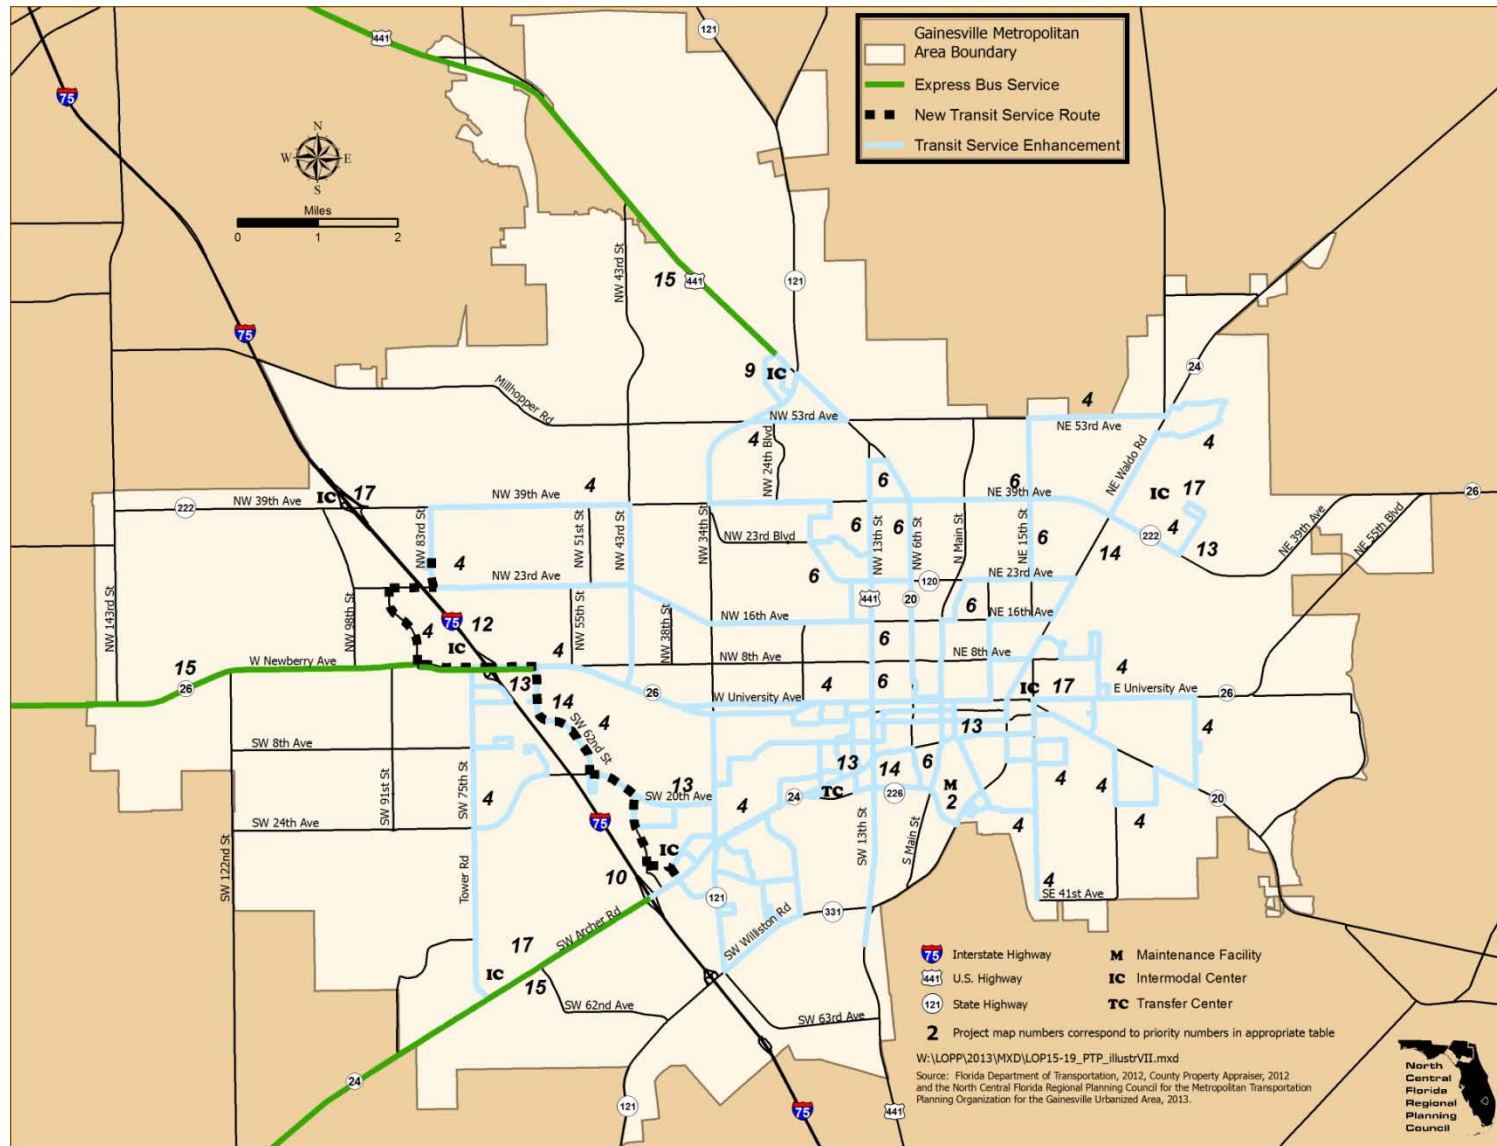 Gainesville Metropolitan
Area Boundary
Express Bus Service
New Transit Service Route
Transit Service Enhancement
441
121
75
N
W E
S
Miles
0 1 2
NW 43rd St
15
441
121
75
24
9
IC
Millhopper Rd
NW 53rd Ave
4
NE 53rd Ave
4
NW 24th Blvd
4
NE Waldo Rd
IC
17
222
NW 39th Ave
4
NW 39th Ave
6
6
NE 39th Ave
IC
17
26
NW 83rd St
NW 51st St
NW 43rd St
NW 34th St
NW 23rd Blvd
6
NW 13th St
6
NW 6th St
N Main St
NE 15th St
6
14
222
4
13
NE 39th Ave
NE 55th Blvd
4
NW 23rd Ave
6
120
NE 23rd Ave
NW 143rd St
NW 98th St
4
75
12
IC
NW 55th St
NW 38th St
NW 16th Ave
441
20
6
NE 16th Ave
15
W Newberry Ave
4
NW 8th Ave
6
NE 8th Ave
4
26
13
14
26
W University Ave
4
6
IC
17
E University Ave
26
SW 62nd St
4
13
4
SW 8th Ave
13
14
6
SW 91st St
SW 75th St
4
13
SW 20th Ave
4
24
TC
226
M
2
4
4
20
SW 24th Ave
75
SW 13th St
S Main St
4
4
SW 122nd St
Tower Rd
IC
10
121
4
SE 41st Ave
SW Archer Rd
SW Williston Rd
331
17
IC
15
SW 62nd Ave
SW 63rd Ave
24
121
75
441
75 Interstate Highway
441 U.S. Highway
121 State Highway
M Maintenance Facility
IC Intermodal Center
TC Transfer Center
2 Project map numbers correspond to priority numbers in appropriate table
W:\LOPP\2013\MXD\LOP15-19_PTP_illustrVII.mxd
Source: Florida Department of Transportation, 2012, County Property Appraiser, 2012
and the North Central Florida Regional Planning Council for the Metropolitan Transportation
Planning Organization for the Gainesville Urbanized Area, 2013.
North
Central
Florida
Regional
Planning
Council